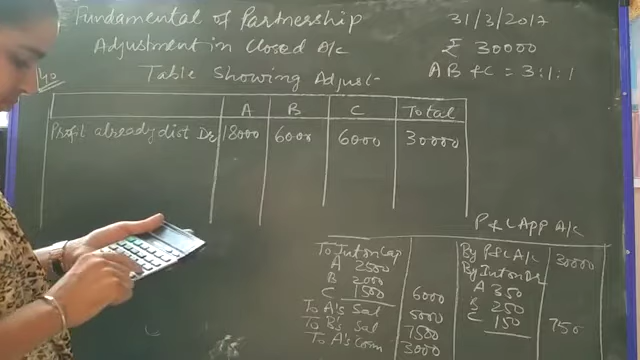 Fundamental of Partnership
31/3/2017
Adjustment in Closed A/c
₹ 30000
40
Table Showing Adjust-
A B & C = 3:1:1
A B C Total
Profit already dist Dr 18000 6000 6000 30000
P&L APP A/c
To Int on Cap
A 2500
B 2000
C 1500 6000
To A's Sal 5000
To B's Sal 7500
To A's Com 3000
By P&L A/c 30000
By Int on Dr
A 350
B 250
C 150 750